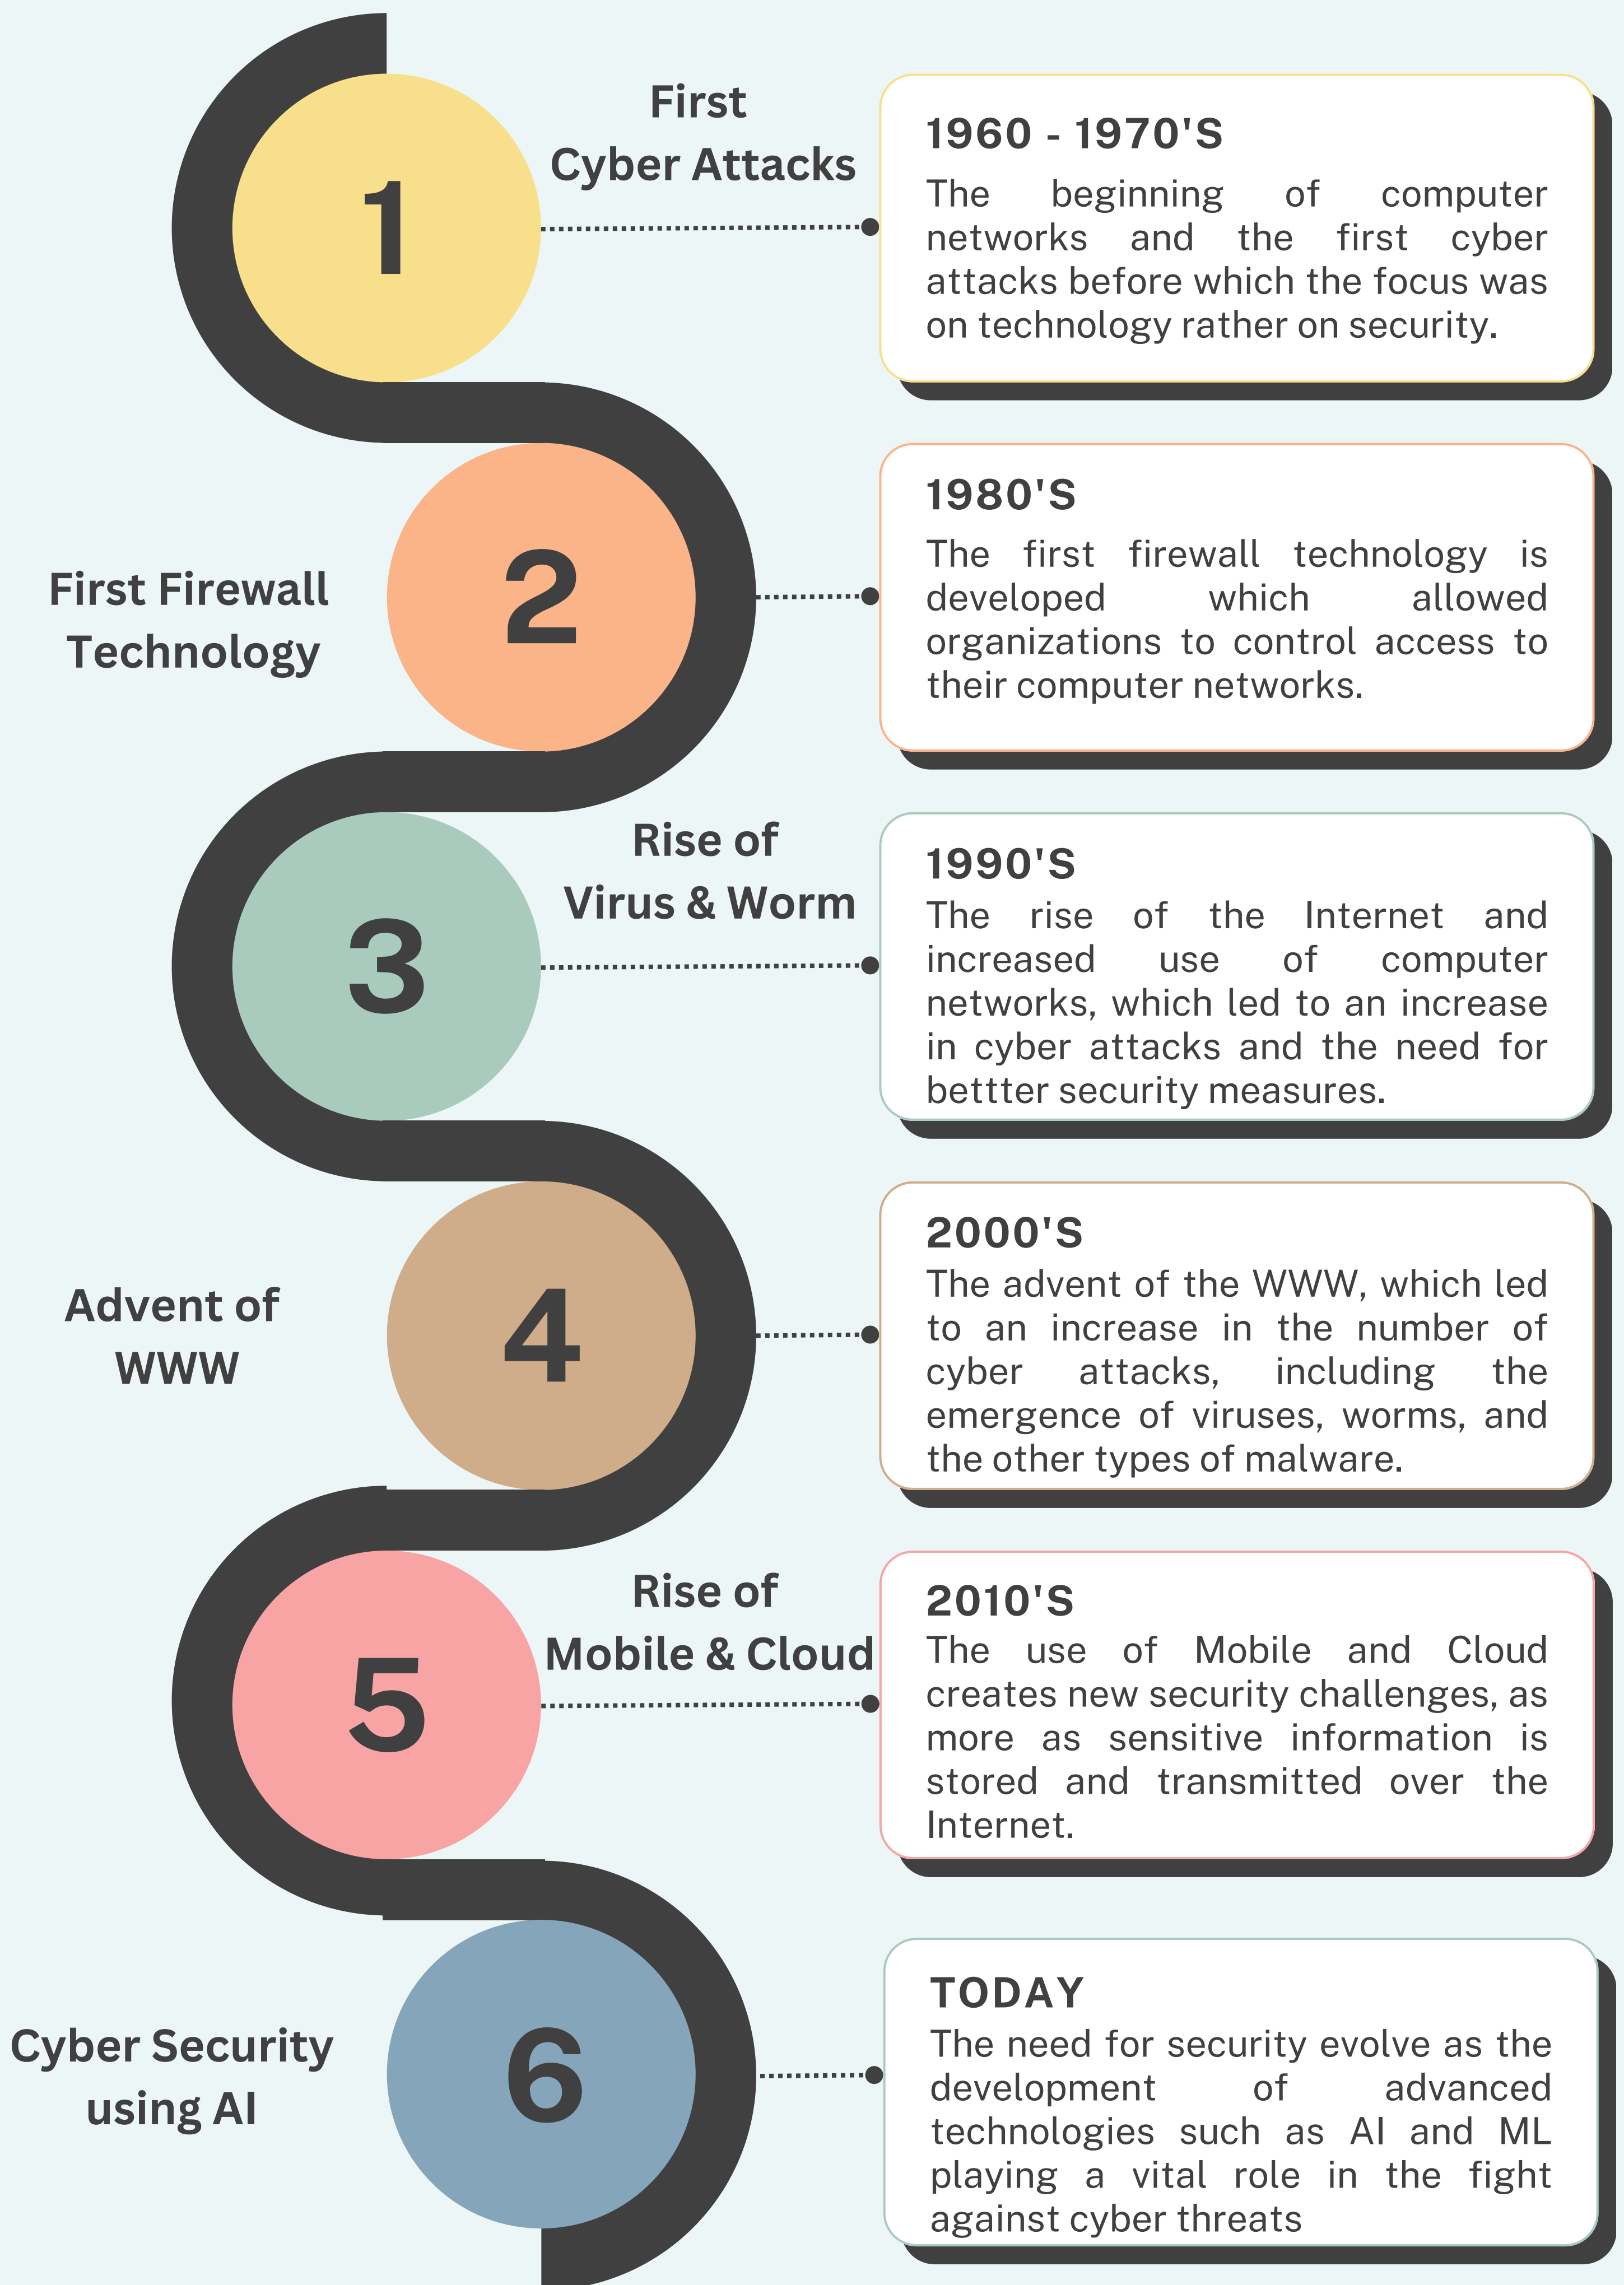 First
Cyber Attacks
1
1960 - 1970'S
The beginning of computer
networks and the first cyber
attacks before which the focus was
on technology rather on security.
First Firewall
Technology
2
1980'S
The first firewall technology is
developed which allowed
organizations to control access to
their computer networks.
Rise of
Virus & Worm
3
1990'S
The rise of the Internet and
increased use of computer
networks, which led to an increase
in cyber attacks and the need for
bettter security measures.
Advent of
WWW
4
2000'S
The advent of the WWW, which led
to an increase in the number of
cyber attacks, including the
emergence of viruses, worms, and
the other types of malware.
Rise of
Mobile & Cloud
5
2010'S
The use of Mobile and Cloud
creates new security challenges, as
more as sensitive information is
stored and transmitted over the
Internet.
Cyber Security
using AI
6
TODAY
The need for security evolve as the
development of advanced
technologies such as AI and ML
playing a vital role in the fight
against cyber threats